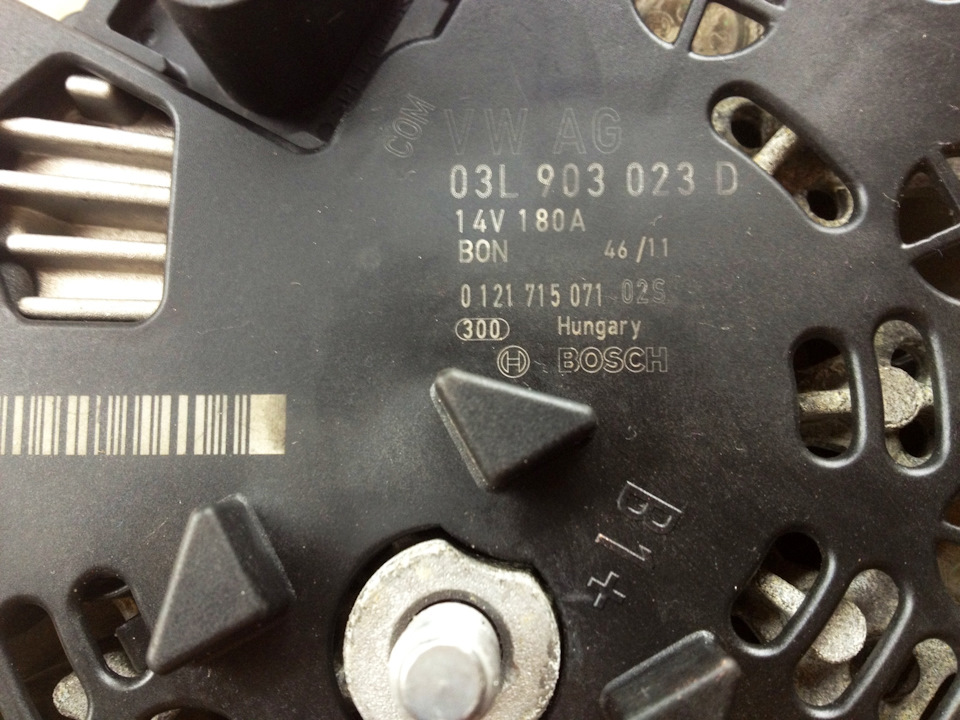 COM
VW AG
03L 903 023 D
14V 180A
BON 46/11
0 121 715 071 02S
300 Hungary
BOSCH
B1+